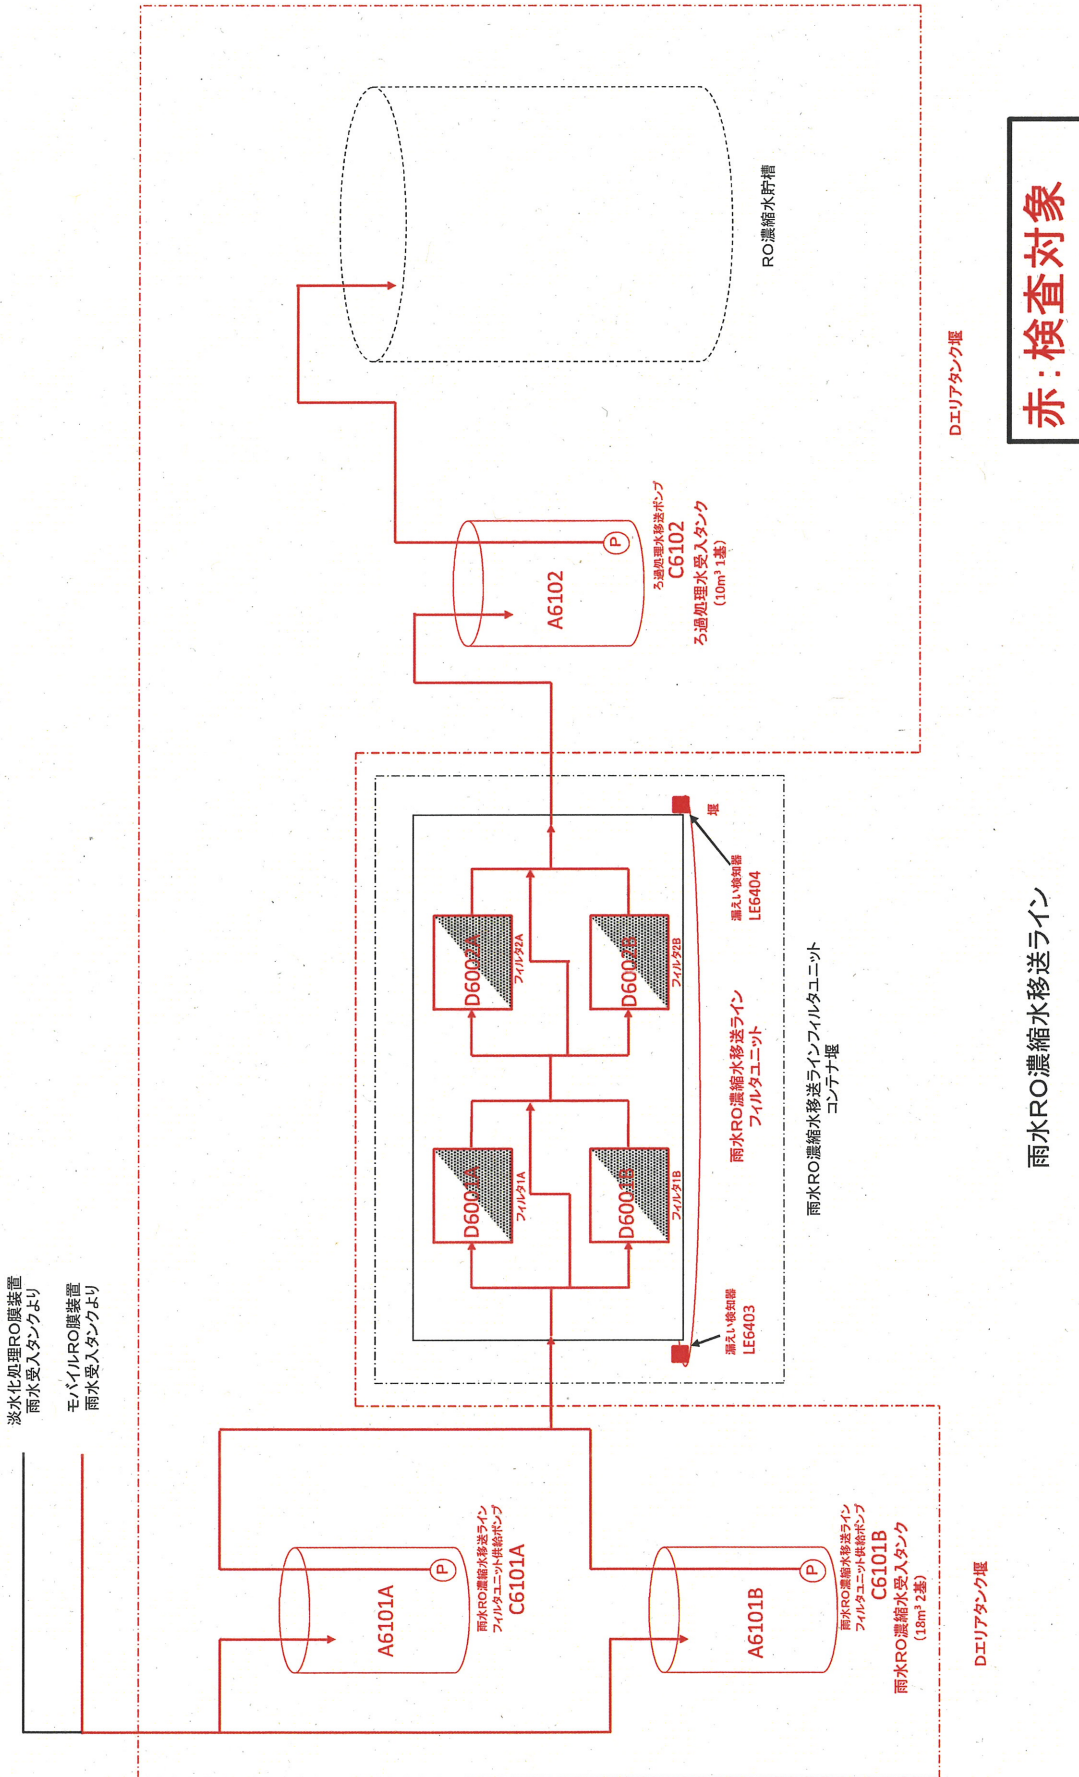 淡水化処理RO膜装置
雨水受入タンクより
モバイルRO膜装置
雨水受入タンクより
A6101A
P
雨水RO濃縮水移送ライン
フィルタユニット供給ポンプ
C6101A
A6101B
P
雨水RO濃縮水移送ライン
フィルタユニット供給ポンプ
C6101B
雨水RO濃縮水受入タンク
(18m³ 2基)
Dエリアタンク堰
D6001A
フィルタ1A
D6001B
フィルタ1B
D6002A
フィルタ2A
D6002B
フィルタ2B
漏えい検知器
LE6403
漏えい検知器
LE6404
堰
雨水RO濃縮水移送ライン
フィルタユニット
雨水RO濃縮水移送ラインフィルタユニット
コンテナ堰
A6102
P
ろ過処理水移送ポンプ
C6102
ろ過処理水受入タンク
(10m³ 1基)
RO濃縮水貯槽
Dエリアタンク堰
雨水RO濃縮水移送ライン
赤:検査対象